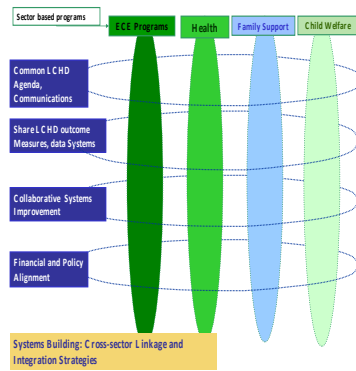 Sector based programs
ECE Programs
Health
Family Support
Child Welfare
Common LCHD
Agenda,
Communications
Share LCHD outcome
Measures, data Systems
Collaborative Systems
Improvement
Financial and Policy
Alignment
Systems Building: Cross-sector Linkage and
Integration Strategies